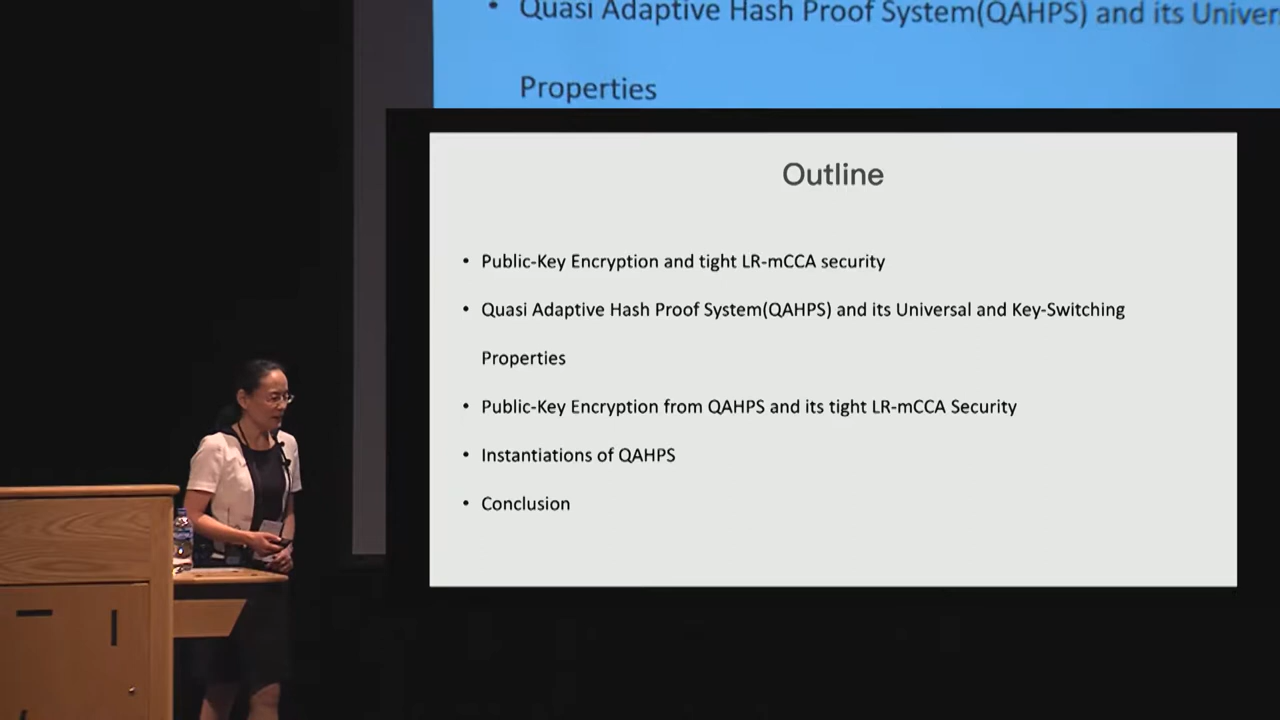 • Quasi Adaptive Hash Proof System(QAHPS) and its
Properties
Outline
• Public-Key Encryption and tight LR-mCCA security
• Quasi Adaptive Hash Proof System(QAHPS) and its Universal and Key-Switching
Properties
• Public-Key Encryption from QAHPS and its tight LR-mCCA Security
• Instantiations of QAHPS
• Conclusion